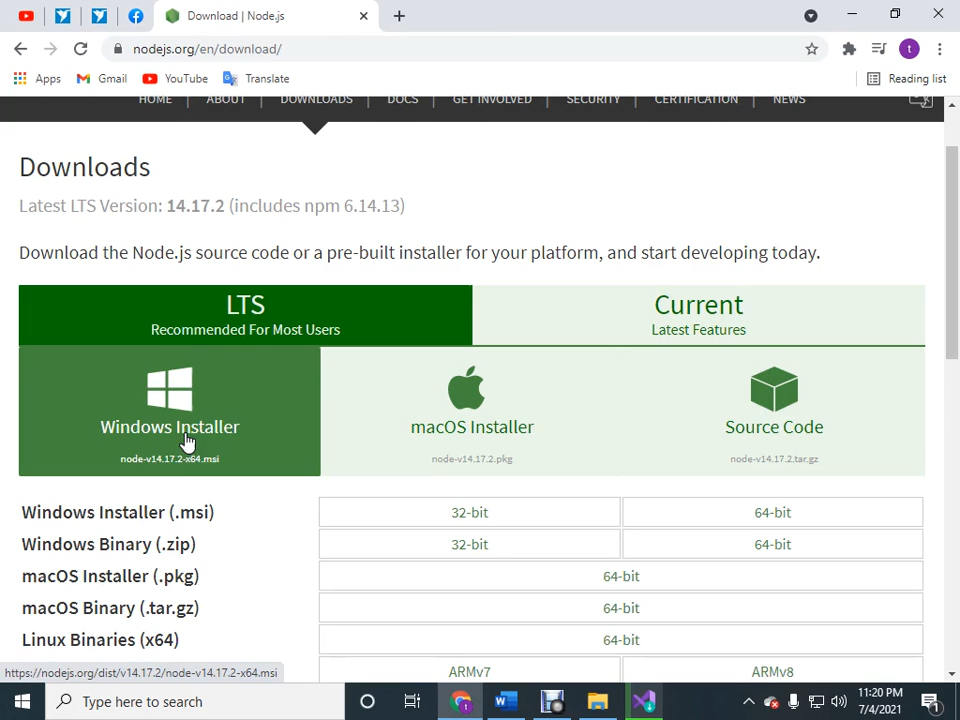 Download | Node.js
nodejs.org/en/download/
Apps Gmail YouTube Translate Reading list
HOME | ABOUT | DOWNLOADS | DOCS | GET INVOLVED | SECURITY | CERTIFICATION | NEWS
Downloads
Latest LTS Version: 14.17.2 (includes npm 6.14.13)
Download the Node.js source code or a pre-built installer for your platform, and start developing today.
LTS
Recommended For Most Users
Current
Latest Features
Windows Installer
node-v14.17.2-x64.msi
macOS Installer
node-v14.17.2.pkg
Source Code
node-v14.17.2.tar.gz
Windows Installer (.msi) 32-bit 64-bit
Windows Binary (.zip) 32-bit 64-bit
macOS Installer (.pkg) 64-bit
macOS Binary (.tar.gz) 64-bit
Linux Binaries (x64) 64-bit
ARMv7 ARMv8
https://nodejs.org/dist/v14.17.2/node-v14.17.2-x64.msi
Type here to search
11:20 PM
7/4/2021